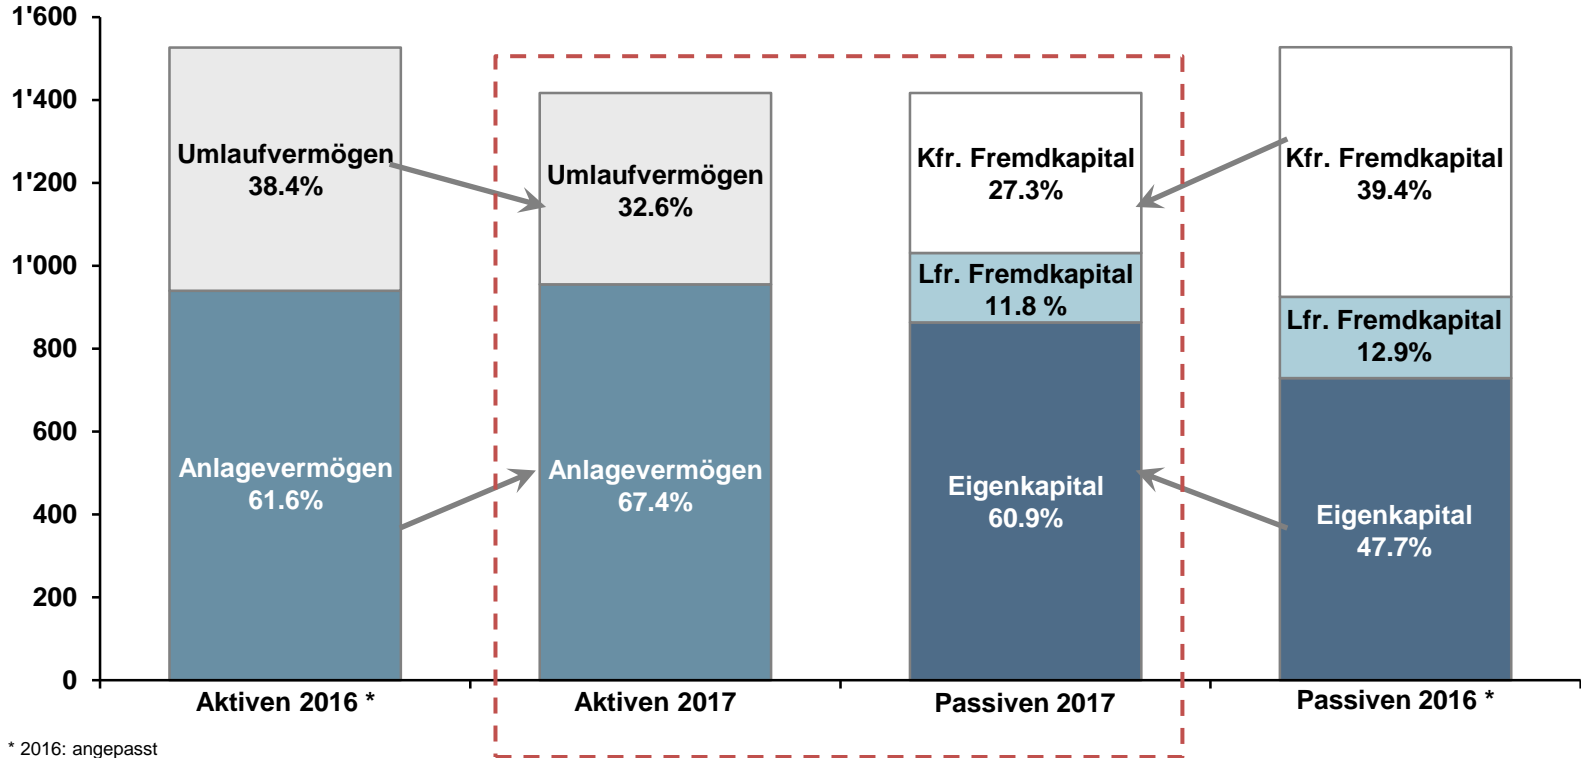 1'600
1'400
1'200
1'000
800
600
400
200
0
Umlaufvermögen
38.4%
Anlagevermögen
61.6%
Umlaufvermögen
32.6%
Anlagevermögen
67.4%
Kfr. Fremdkapital
27.3%
Lfr. Fremdkapital
11.8 %
Eigenkapital
60.9%
Kfr. Fremdkapital
39.4%
Lfr. Fremdkapital
12.9%
Eigenkapital
47.7%
Aktiven 2016 *
Aktiven 2017
Passiven 2017
Passiven 2016 *
* 2016: angepasst